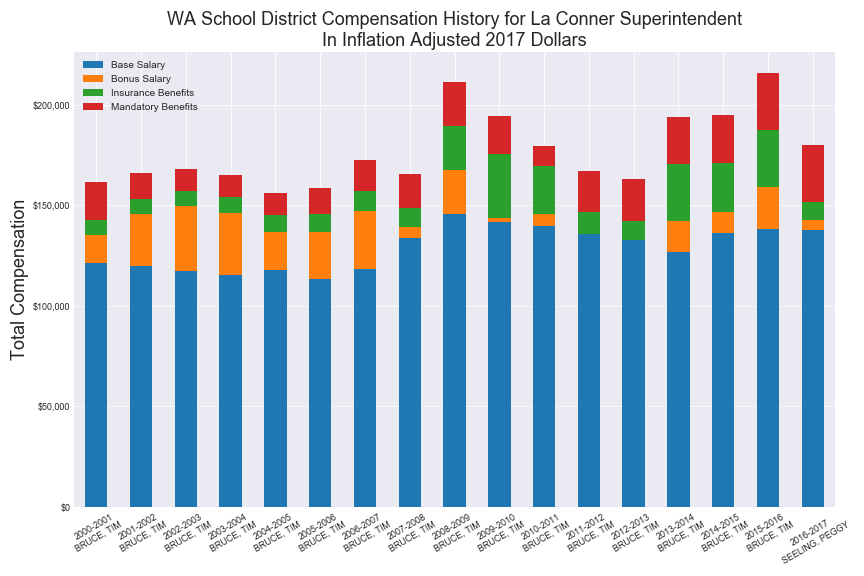 WA School District Compensation History for La Conner Superintendent
In Inflation Adjusted 2017 Dollars
Base Salary
Bonus Salary
Insurance Benefits
Mandatory Benefits
Total Compensation
$200,000
$150,000
$100,000
$50,000
$0
2000-2001
BRUCE, TIM
2001-2002
BRUCE, TIM
2002-2003
BRUCE, TIM
2003-2004
BRUCE, TIM
2004-2005
BRUCE, TIM
2005-2006
BRUCE, TIM
2006-2007
BRUCE, TIM
2007-2008
BRUCE, TIM
2008-2009
BRUCE, TIM
2009-2010
BRUCE, TIM
2010-2011
BRUCE, TIM
2011-2012
BRUCE, TIM
2012-2013
BRUCE, TIM
2013-2014
BRUCE, TIM
2014-2015
BRUCE, TIM
2015-2016
BRUCE, TIM
2016-2017
SEELING, PEGGY